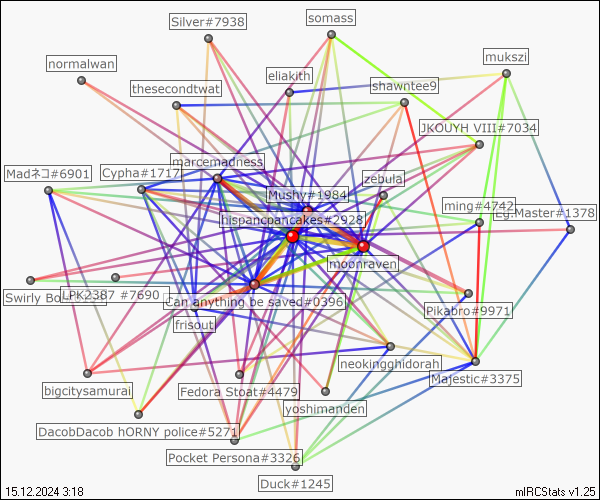 Silver#7938
somass
normalwan
thesecondtwat
eliakith
shawntee9
mukszi
JKOUYH VIII#7034
Madネコ#6901
Cypha#1717
marcemadness
Mushy#1984
zebula
hispancpancakes#2928
ming#4742
Eg.Master#1378
moonraven
Swirly Bo
LPK2387 #7690
Can anything be saved#0396
Pikabro#9971
frisout
neokingghidorah
Majestic#3375
bigcitysamurai
Fedora Stoat#4479
yoshimanden
DacobDacob hORNY police#5271
Pocket Persona#3326
Duck#1245
15.12.2024 3:18
mIRCStats v1.25